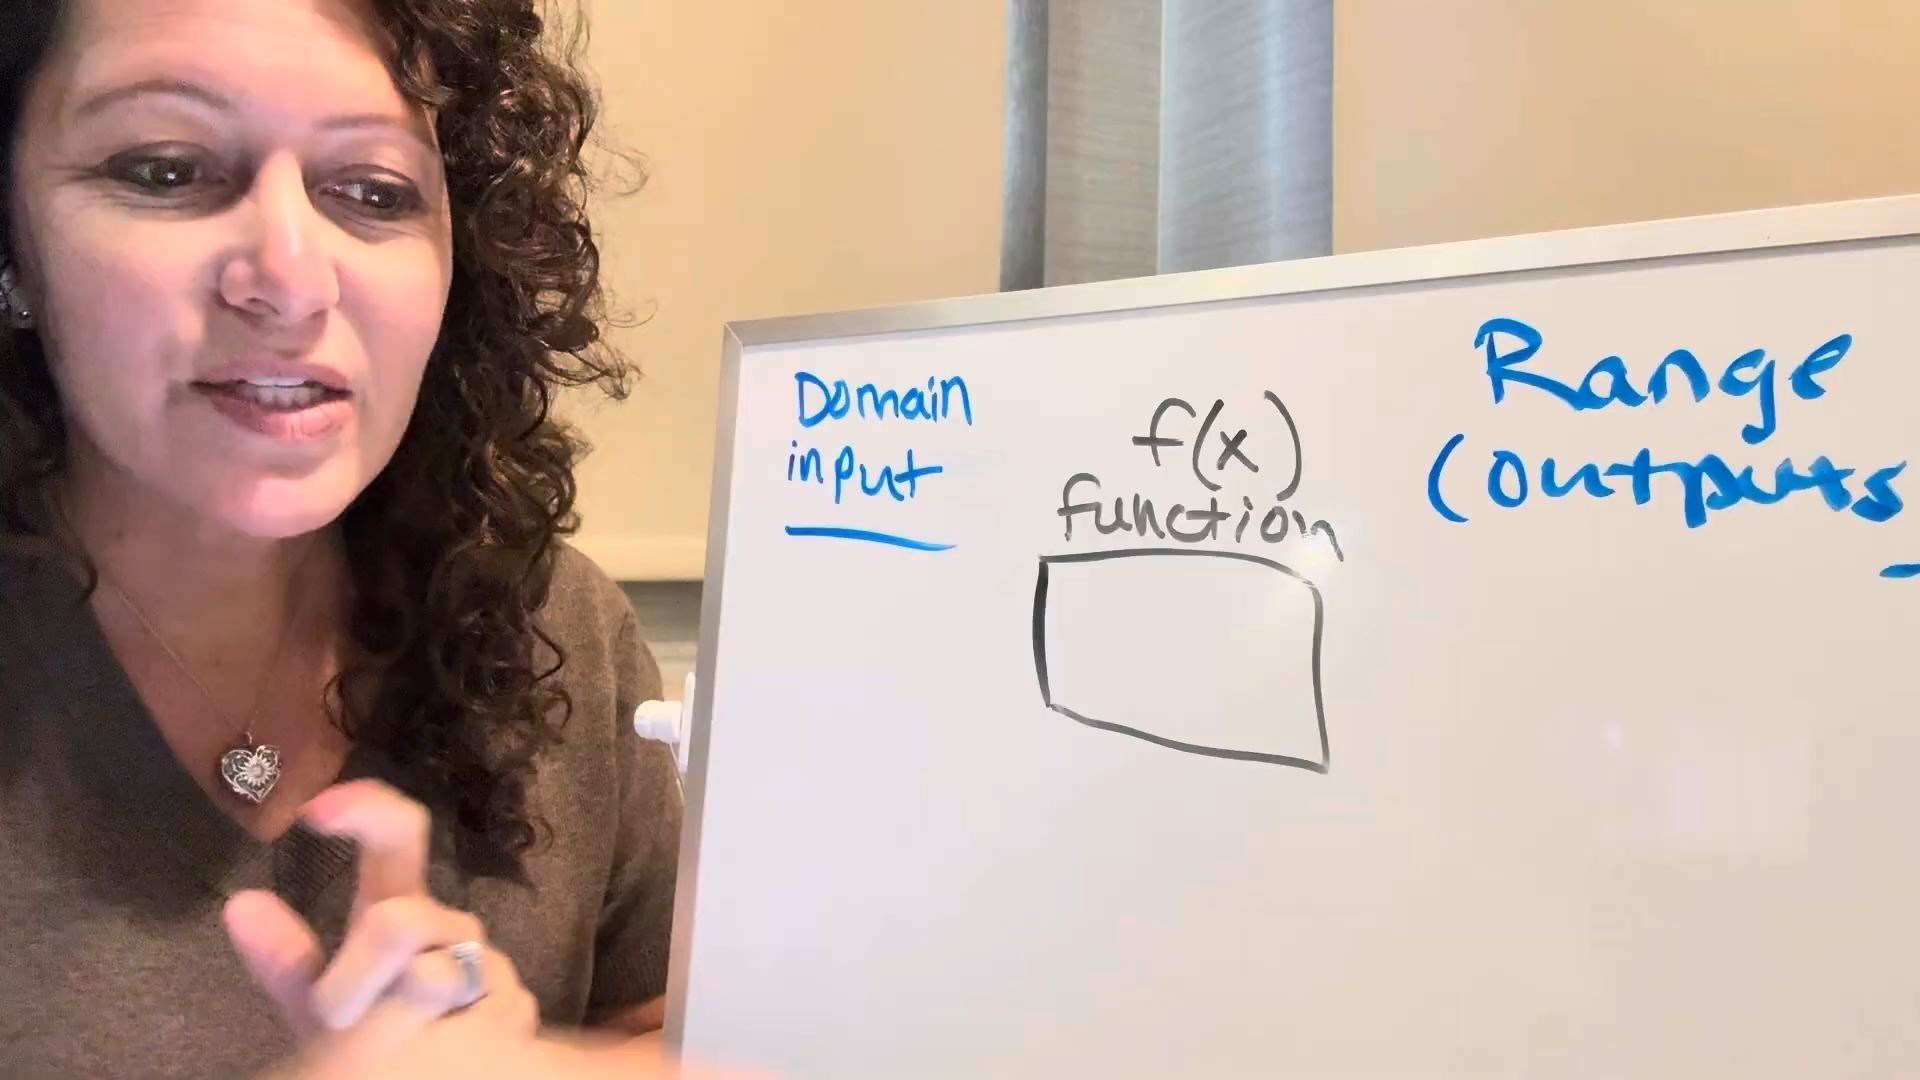 Domain
input
f(x)
function
Range
(outputs